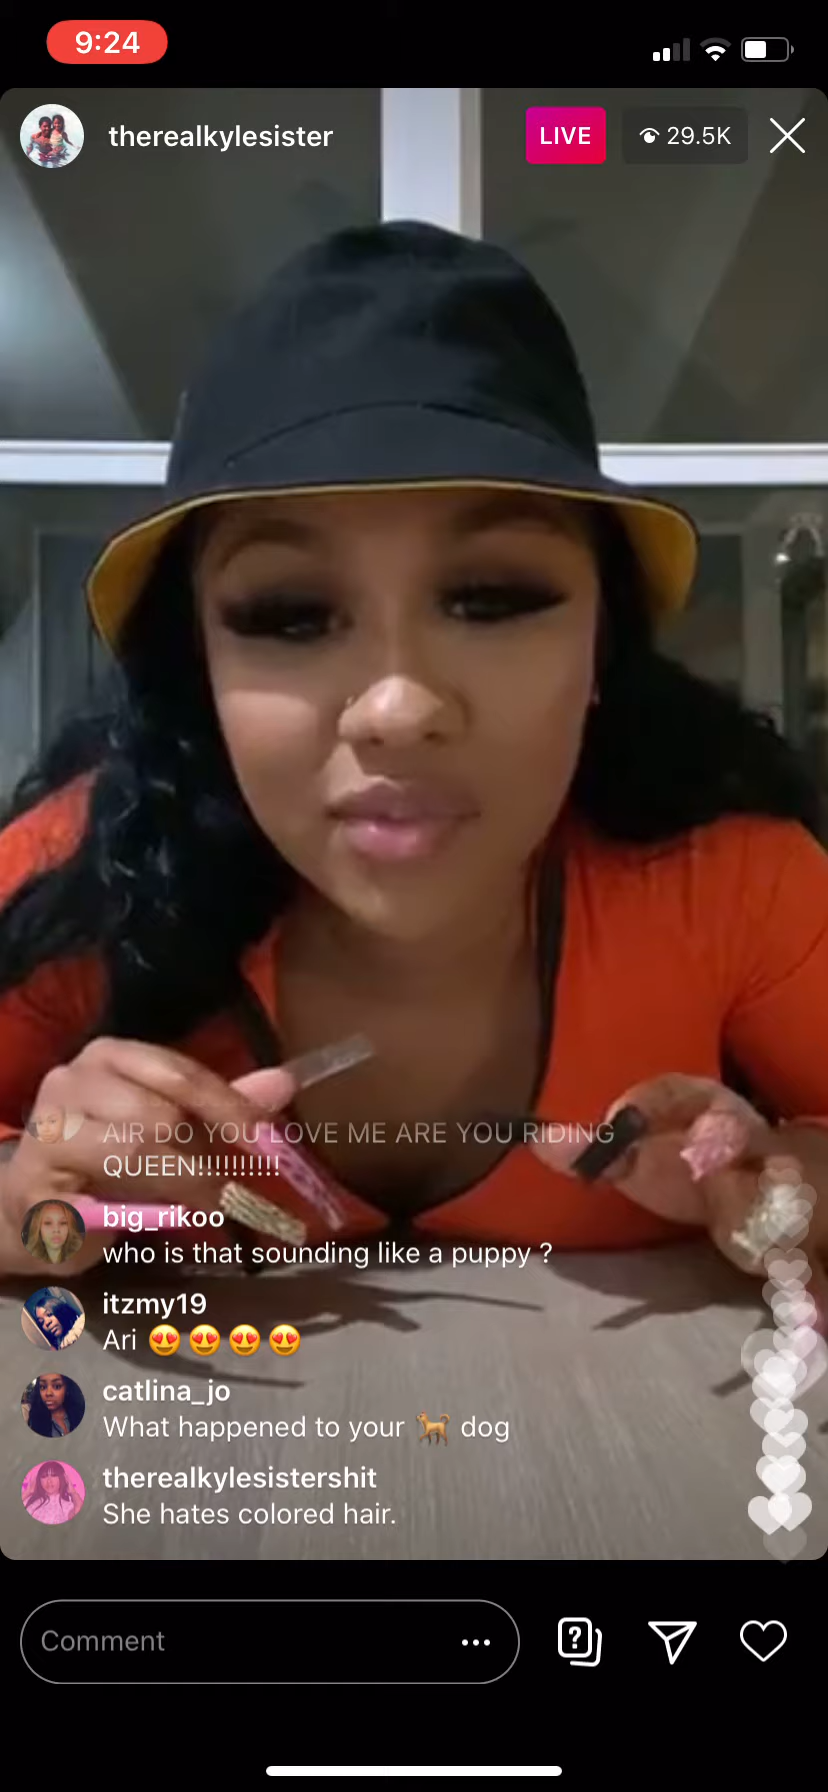 9:24
therealkylesister
LIVE
29.5K
AIR DO YOU LOVE ME ARE YOU RIDING
QUEEN!!!!!!!!!!
big_rikoo
who is that sounding like a puppy ?
itzmy19
Ari 😍😍😍😍
catlina_jo
What happened to your 🐕 dog
therealkylesistershit
She hates colored hair.
Comment